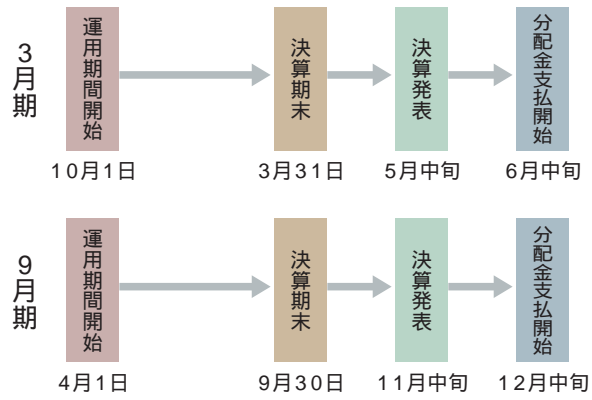 3月期
運用期間開始
決算期末
決算発表
分配金支払開始
10月1日
3月31日
5月中旬
6月中旬
9月期
運用期間開始
決算期末
決算発表
分配金支払開始
4月1日
9月30日
11月中旬
12月中旬